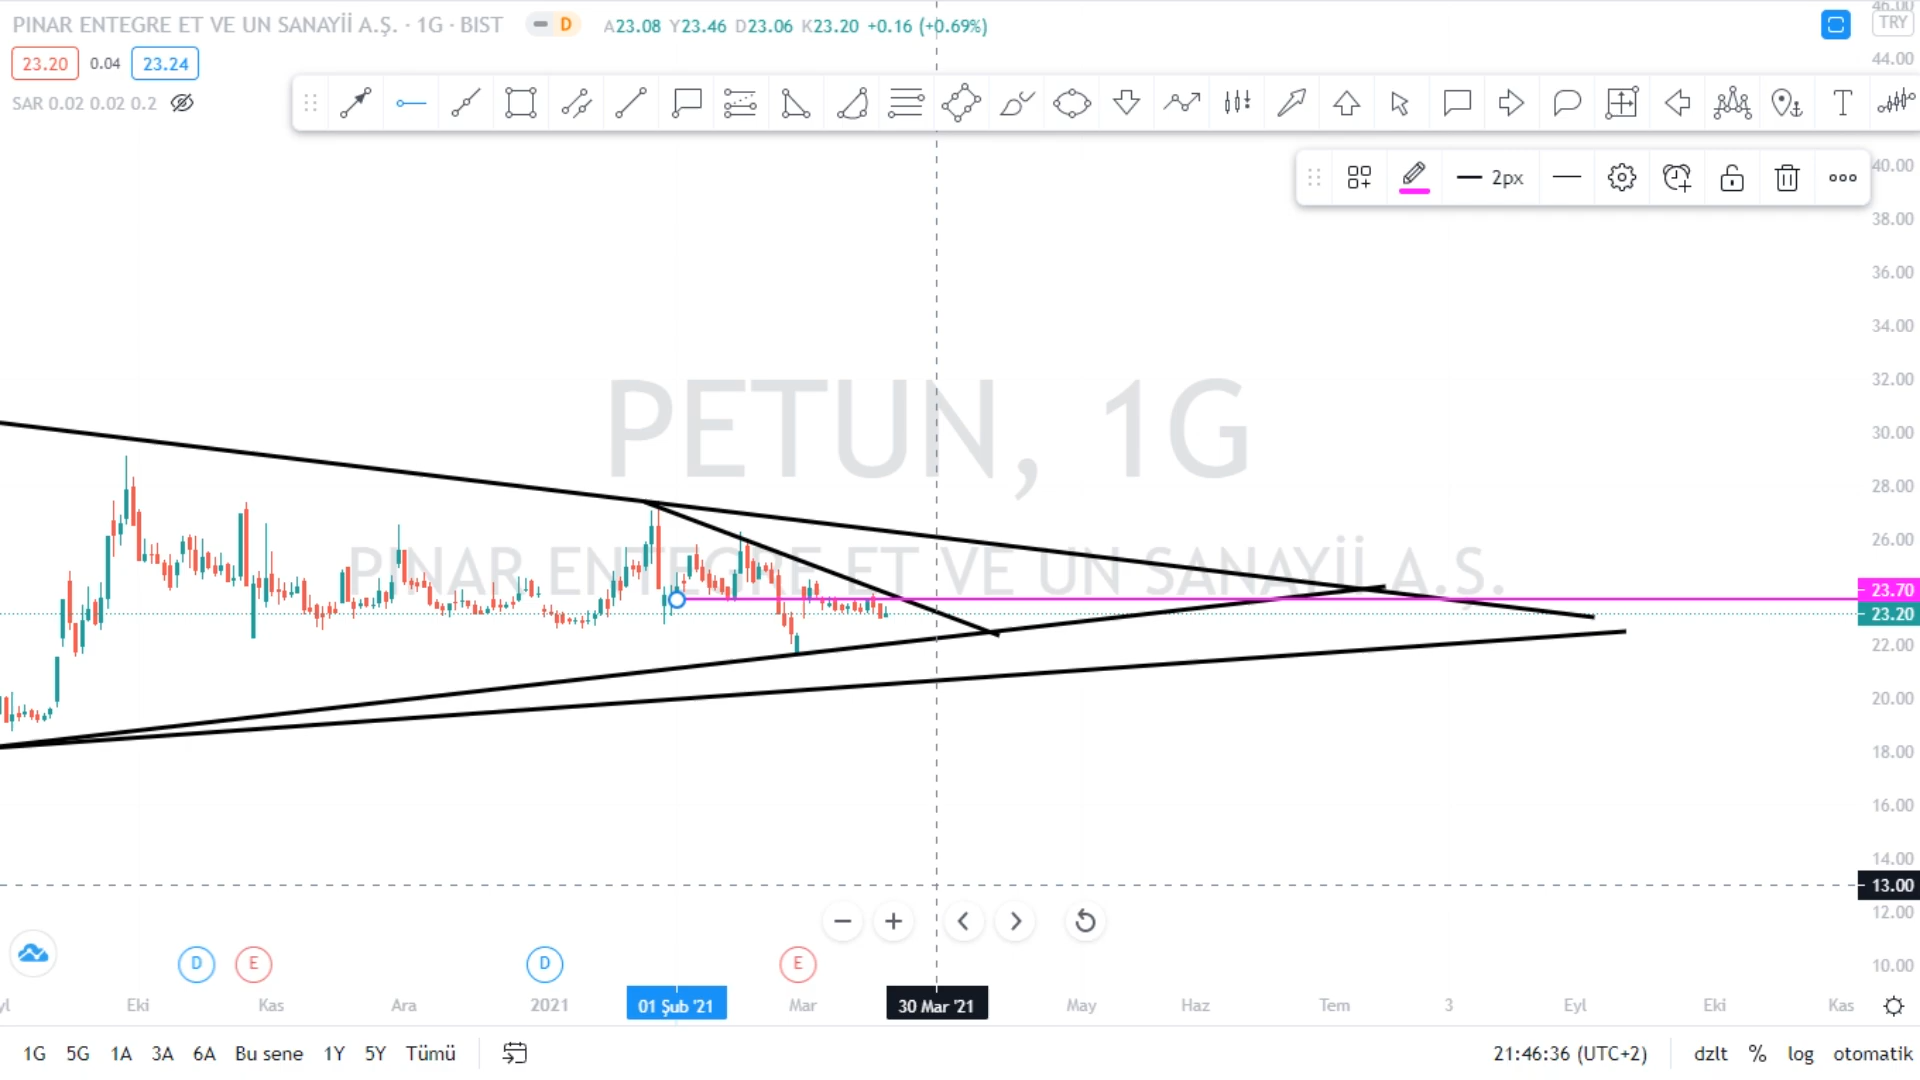 PINAR ENTEGRE ET VE UN SANAYİİ A.Ş. · 1G · BIST
D
A23.08 Y23.46 D23.06 K23.20 +0.16 (+0.69%)
TRY
46.00
23.20 0.04 23.24
44.00
SAR 0.02 0.02 0.2
T
2px
40.00
38.00
36.00
34.00
32.00
30.00
28.00
26.00
PETUN, 1G
PINAR ENTEGRE ET VE UN SANAYİİ A.Ş.
23.70
23.20
22.00
20.00
18.00
16.00
14.00
13.00
12.00
10.00
D E D E
Eki Kas Ara 2021 01 Şub '21 Mar 30 Mar '21 May Haz Tem 3 Eyl Eki Kas
1G 5G 1A 3A 6A Bu sene 1Y 5Y Tümü
21:46:36 (UTC+2) dzlt % log otomatik